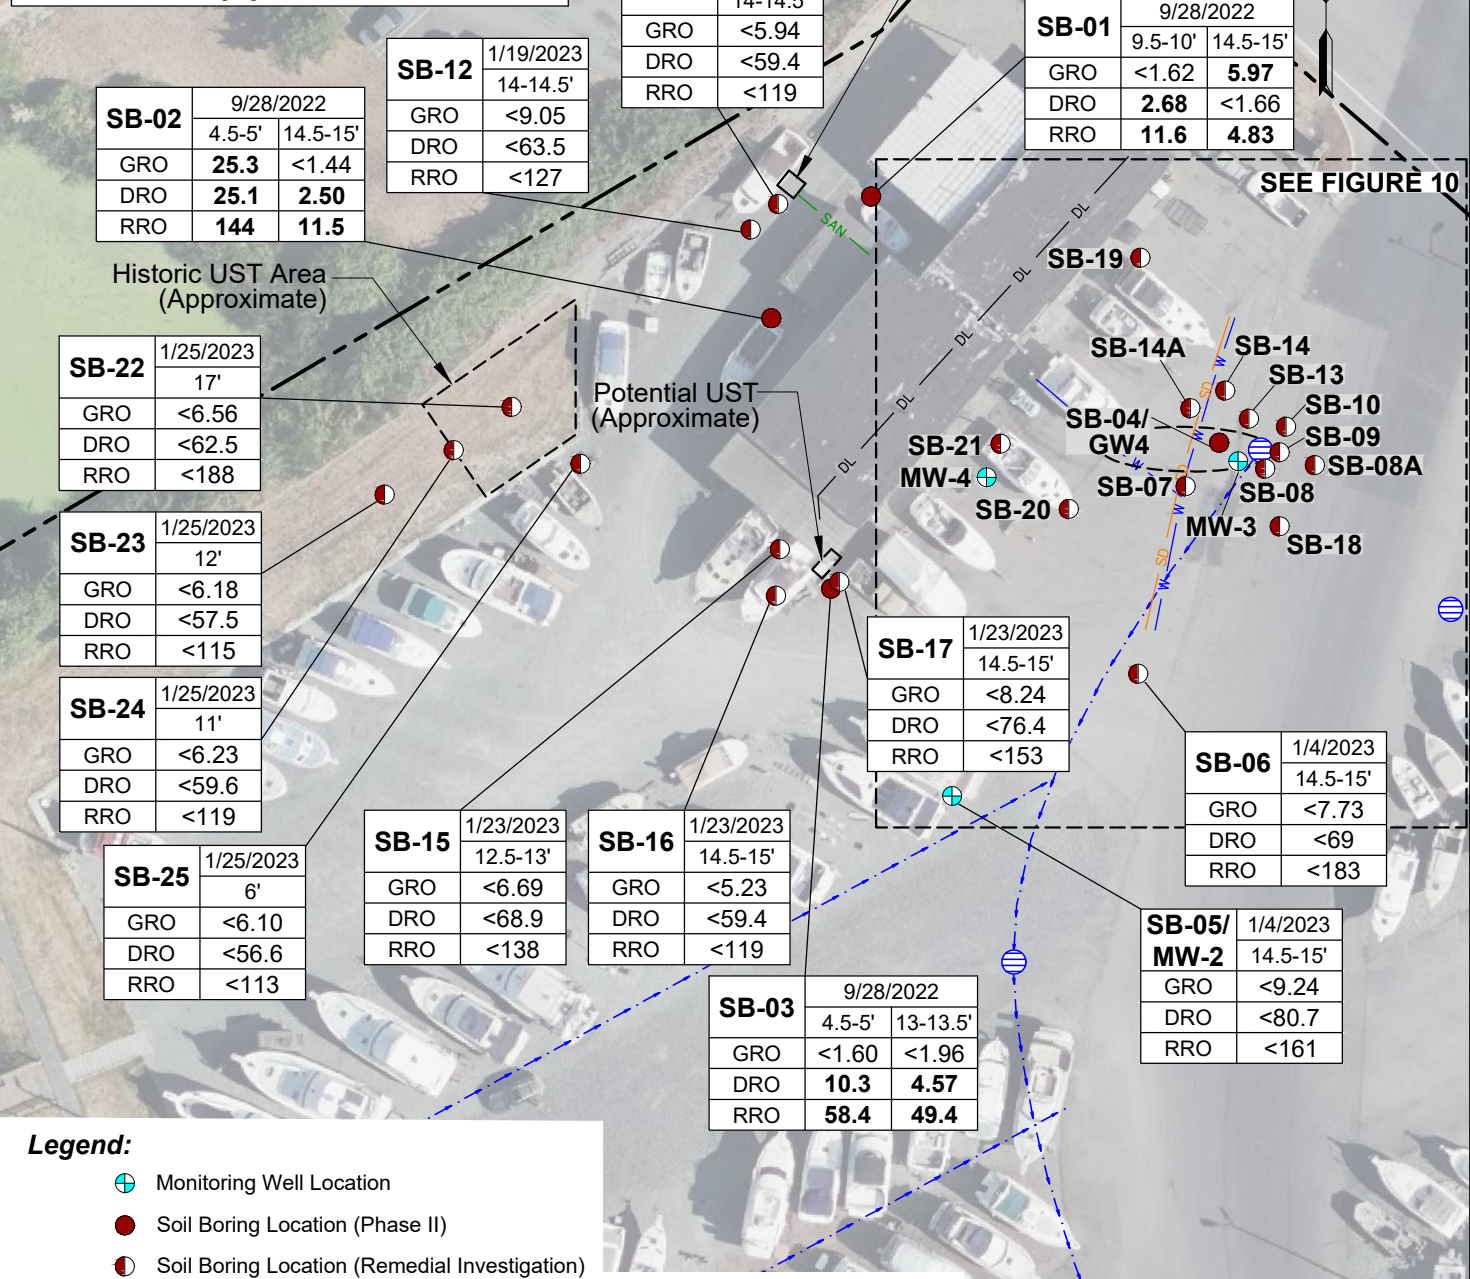 14-14.5'
GRO <5.94
DRO <59.4
RRO <119
SB-01 9/28/2022
9.5-10' 14.5-15'
GRO <1.62 5.97
DRO 2.68 <1.66
RRO 11.6 4.83
SB-12 1/19/2023
14-14.5'
GRO <9.05
DRO <63.5
RRO <127
SB-02 9/28/2022
4.5-5' 14.5-15'
GRO 25.3 <1.44
DRO 25.1 2.50
RRO 144 11.5
SEE FIGURE 10
SAN
DL
DL
DL
DL
DL
Historic UST Area
(Approximate)
Potential UST
(Approximate)
SB-19
SB-14A
SB-14
SB-13
SB-10
SB-04/
GW4
SB-09
SB-08A
SB-21
MW-4
SB-07
SB-08
SB-20
MW-3
SB-18
W
SD
W
W
SD
W
SD
W
SB-22 1/25/2023
17'
GRO <6.56
DRO <62.5
RRO <188
SB-23 1/25/2023
12'
GRO <6.18
DRO <57.5
RRO <115
SB-24 1/25/2023
11'
GRO <6.23
DRO <59.6
RRO <119
SB-25 1/25/2023
6'
GRO <6.10
DRO <56.6
RRO <113
SB-17 1/23/2023
14.5-15'
GRO <8.24
DRO <76.4
RRO <153
SB-06 1/4/2023
14.5-15'
GRO <7.73
DRO <69
RRO <183
SB-15 1/23/2023
12.5-13'
GRO <6.69
DRO <68.9
RRO <138
SB-16 1/23/2023
14.5-15'
GRO <5.23
DRO <59.4
RRO <119
SB-05/
MW-2 1/4/2023
14.5-15'
GRO <9.24
DRO <80.7
RRO <161
SB-03 9/28/2022
4.5-5' 13-13.5'
GRO <1.60 <1.96
DRO 10.3 4.57
RRO 58.4 49.4
Legend:
Monitoring Well Location
Soil Boring Location (Phase II)
Soil Boring Location (Remedial Investigation)